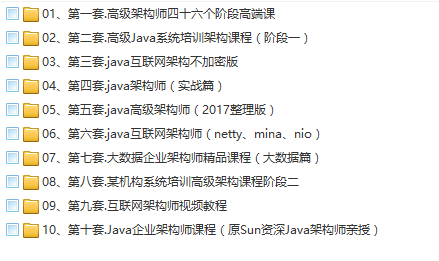 01、第一套.高级架构师四十六个阶段高端课
02、第二套.高级Java系统培训架构课程（阶段一）
03、第三套.java互联网架构不加密版
04、第四套.java架构师（实战篇）
05、第五套.java高级架构师（2017整理版）
06、第六套.java互联网架构师（netty、mina、nio）
07、第七套.大数据企业架构师精品课程（大数据篇）
08、第八套.某机构系统培训高级架构课程阶段二
09、第九套.互联网架构师视频教程
10、第十套.Java企业架构师课程（原Sun资深Java架构师亲授）